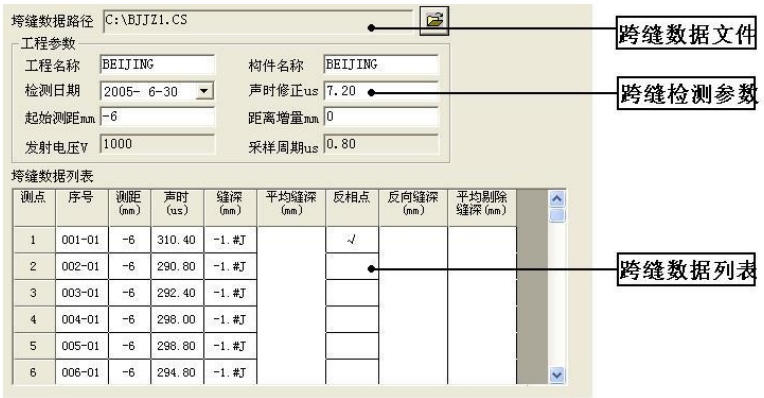 垮缝数据路径 C:\BJJZ1.CS
跨缝数据文件
工程参数
工程名称 BEIJING 构件名称 BEIJING
检测日期 2005- 6-30 声时修正us 7.20
跨缝检测参数
起始测距mm -6 距离增量mm 0
发射电压V 1000 采样周期us 0.80
垮缝数据列表
测点 序号 测距(mm) 声时(us) 缝深(mm) 平均缝深(mm) 反相点 反向缝深(mm) 平均剔除缝深(mm)
1 001-01 -6 310.40 -1.#J √
2 002-01 -6 290.80 -1.#J
跨缝数据列表
3 003-01 -6 292.40 -1.#J
4 004-01 -6 298.00 -1.#J
5 005-01 -6 298.80 -1.#J
6 006-01 -6 294.80 -1.#J